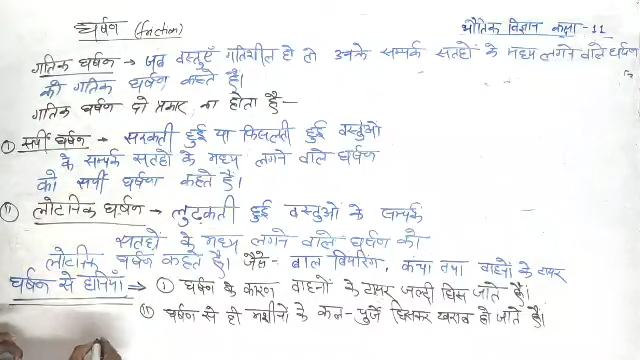 घर्षण (friction)
भौतिक विज्ञान कक्षा - 11
गतिक घर्षण → जब वस्तुएँ गतिशील हो तो उनके सम्पर्क सतहों के मध्य लगने वाले घर्षण
को गतिक घर्षण कहते हैं।
गतिक घर्षण दो प्रकार का होता है —
① सर्पी घर्षण → सरकती हुई या फिसलती हुई वस्तुओं
के सम्पर्क सतहों के मध्य लगने वाले घर्षण
को सर्पी घर्षण कहते हैं।
⑪ लोटनिक घर्षण → लुढ़कती हुई वस्तुओं के सम्पर्क
सतहों के मध्य लगने वाले घर्षण को
लोटनिक घर्षण कहते हैं। जैसे - बाल बियरिंग, कंचा तथा वाहनों के टायर
घर्षण से हानियाँ → ① घर्षण के कारण वाहनों के टायर जल्दी घिस जाते हैं।
⑪ घर्षण से ही मशीनों के कल - पुर्जे घिसकर खराब हो जाते हैं।